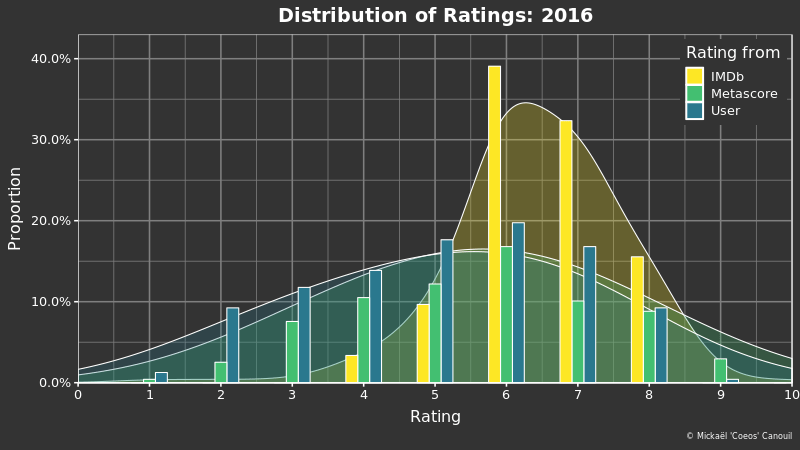 Distribution of Ratings: 2016
Proportion
40.0%
30.0%
20.0%
10.0%
0.0%
Rating from
IMDb
Metascore
User
0 1 2 3 4 5 6 7 8 9 10
Rating
© Mickaël 'Coeos' Canouil